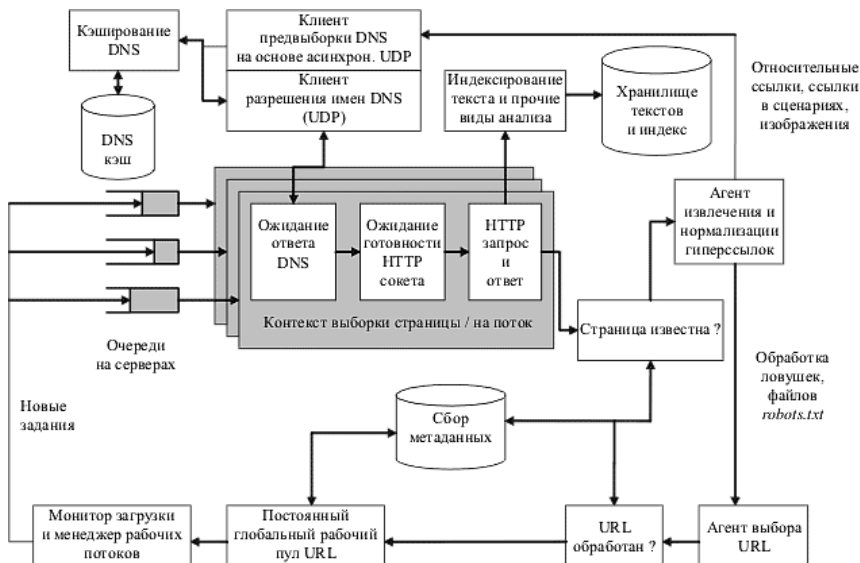 Кэширование
DNS
Клиент
предвыборки DNS
на основе асинхрон. UDP
Клиент
разрешения имен DNS
(UDP)
DNS
кэш
Индексирование
текста и прочие
виды анализа
Хранилище
текстов
и индекс
Относительные
ссылки, ссылки
в сценариях,
изображения
Ожидание
ответа
DNS
Ожидание
готовности
HTTP
сокета
HTTP
запрос
и
ответ
Контекст выборки страницы / на поток
Агент
извлечения и
нормализации
гиперссылок
Страница известна ?
Очереди
на серверах
Обработка
ловушек,
файлов
robots.txt
Новые
задания
Сбор
метаданных
Монитор загрузки
и менеджер рабочих
потоков
Постоянный
глобальный рабочий
пул URL
URL
обработан ?
Агент выбора
URL